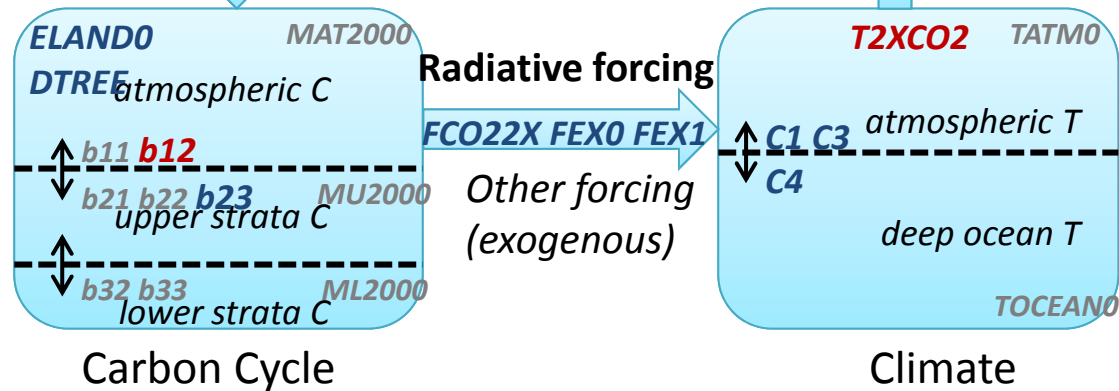 ELAND0 MAT2000
DTREE atmospheric C
b11 b12
b21 b22 b23 MU2000
upper strata C
b32 b33 ML2000
lower strata C
Carbon Cycle
Radiative forcing
FCO22X FEX0 FEX1
Other forcing
(exogenous)
T2XCO2 TATM0
atmospheric T
C1 C3
C4
deep ocean T
TOCEAN0
Climate